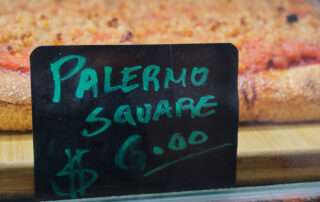 PALERMO
SQUARE
$ 6.00